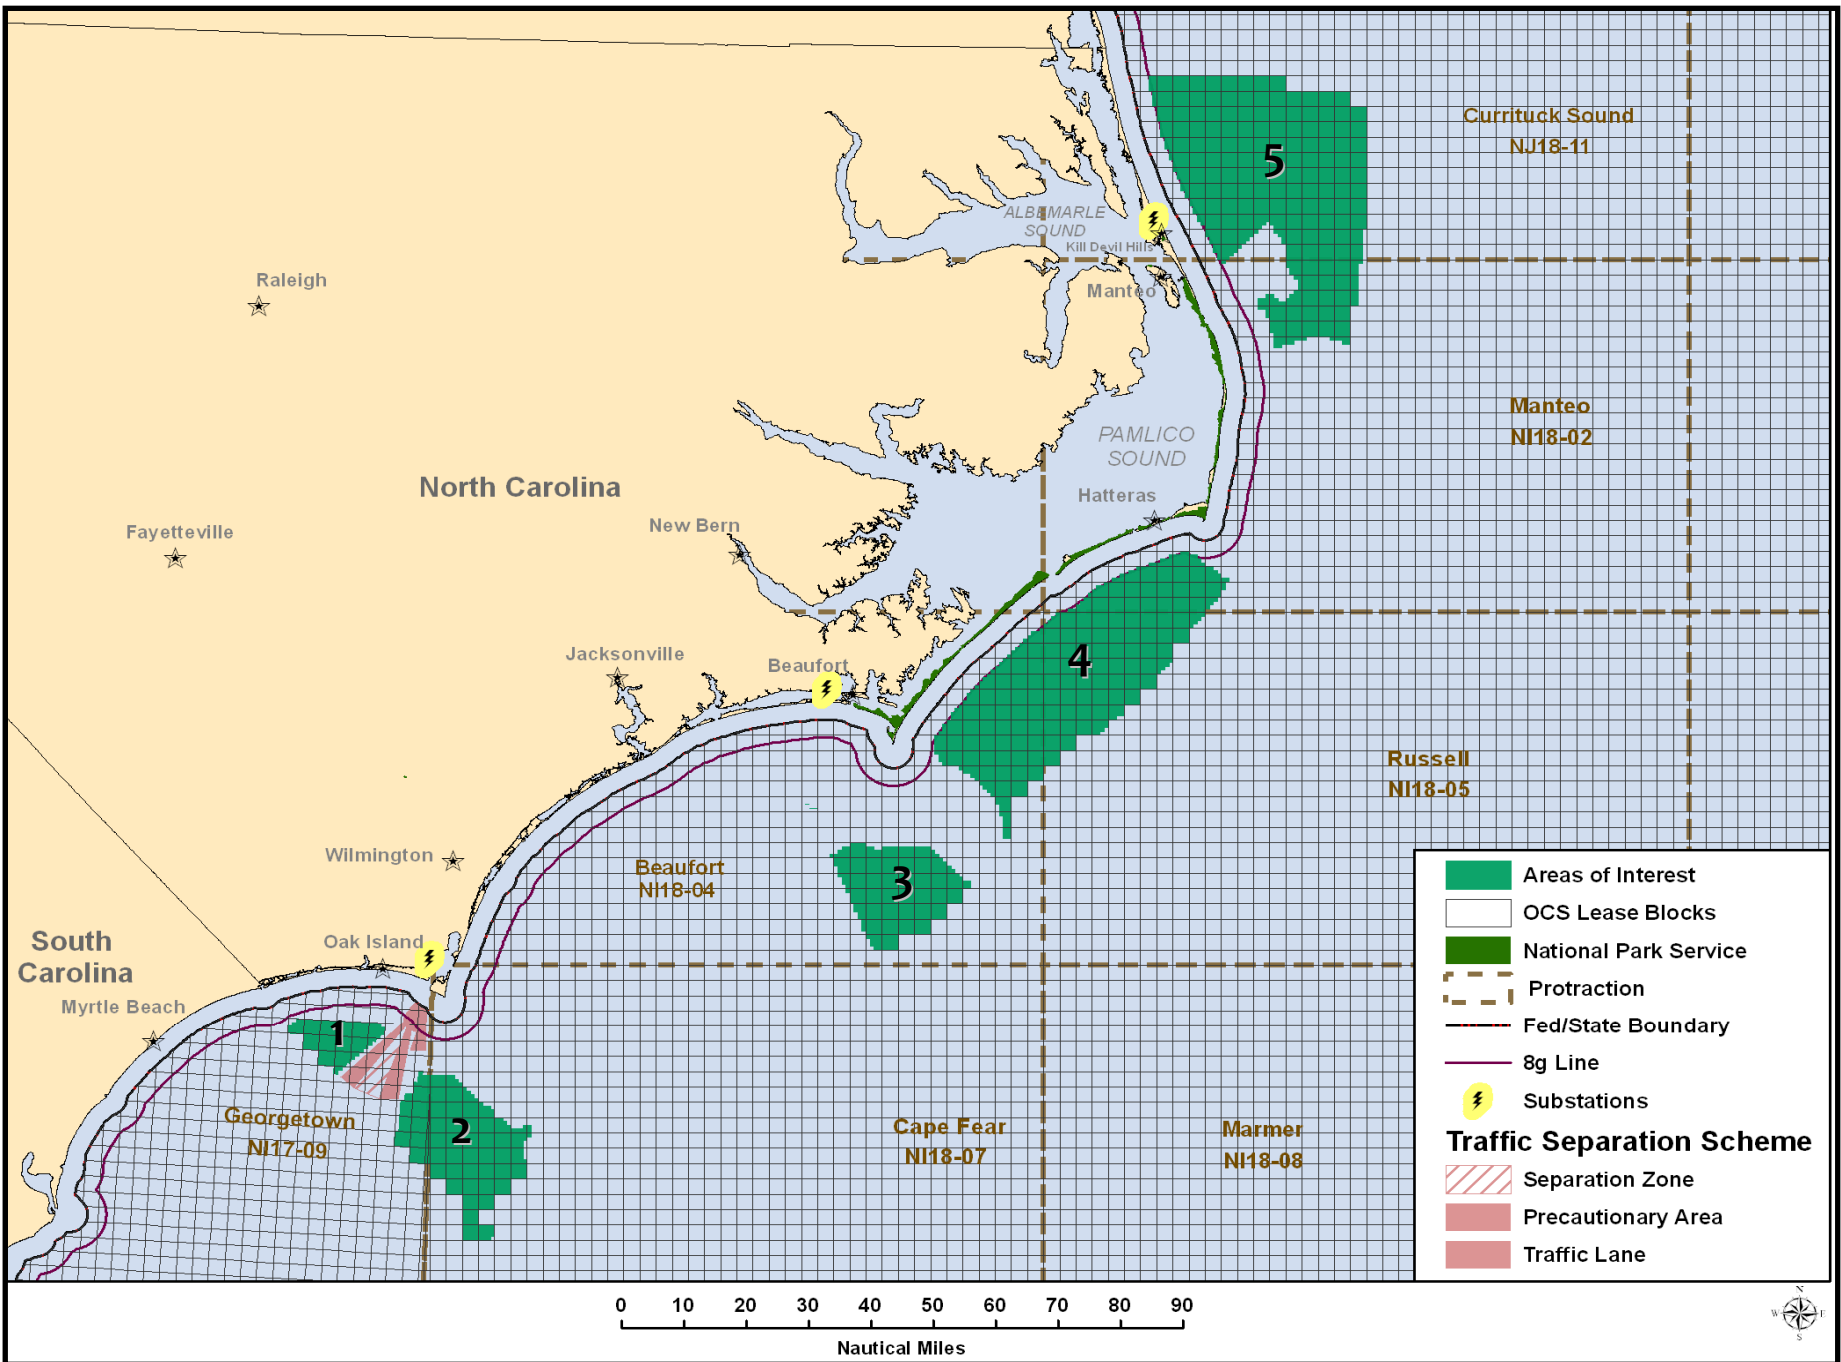 Currituck Sound
NJ18-11
5
ALBEMARLE
SOUND
Kill Devil Hills
Raleigh
Manteo
Manteo
NI18-02
PAMLICO
SOUND
North Carolina
Hatteras
Fayetteville
New Bern
Jacksonville
Beaufort
4
Russell
NI18-05
Wilmington
Beaufort
NI18-04
3
South
Carolina
Oak Island
Myrtle Beach
1
Georgetown
NI17-09
2
Cape Fear
NI18-07
Marmer
NI18-08
Areas of Interest
OCS Lease Blocks
National Park Service
Protraction
Fed/State Boundary
8g Line
Substations
Traffic Separation Scheme
Separation Zone
Precautionary Area
Traffic Lane
0 10 20 30 40 50 60 70 80 90
Nautical Miles
N
W E
S